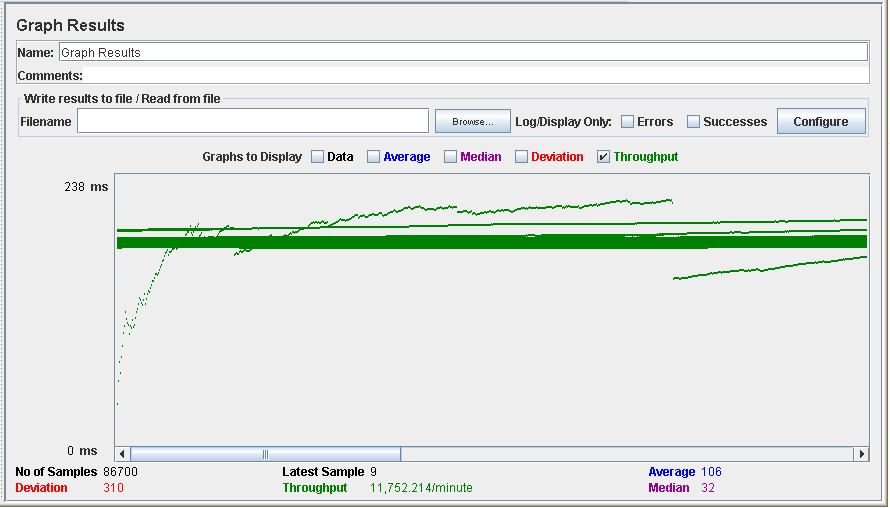 Graph Results
Name: Graph Results
Comments:
Write results to file / Read from file
Filename Browse... Log/Display Only: Errors Successes Configure
Graphs to Display Data Average Median Deviation Throughput
238 ms
0 ms
No of Samples 86700 Latest Sample 9 Average 106
Deviation 310 Throughput 11,752.214/minute Median 32